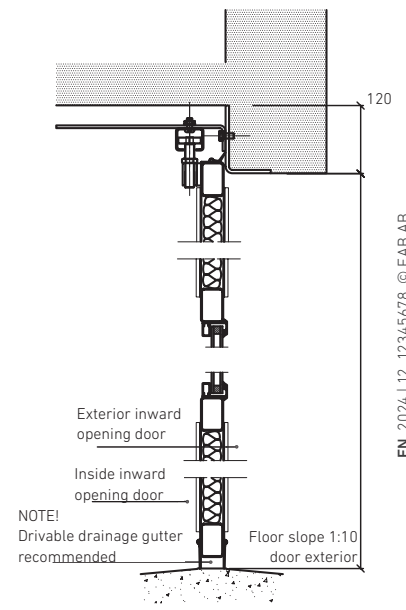 120
Exterior inward
opening door
Inside inward
opening door
NOTE!
Drivable drainage gutter
recommended
Floor slope 1:10
door exterior
EN 2024 | 12 12345678 © FAB AB